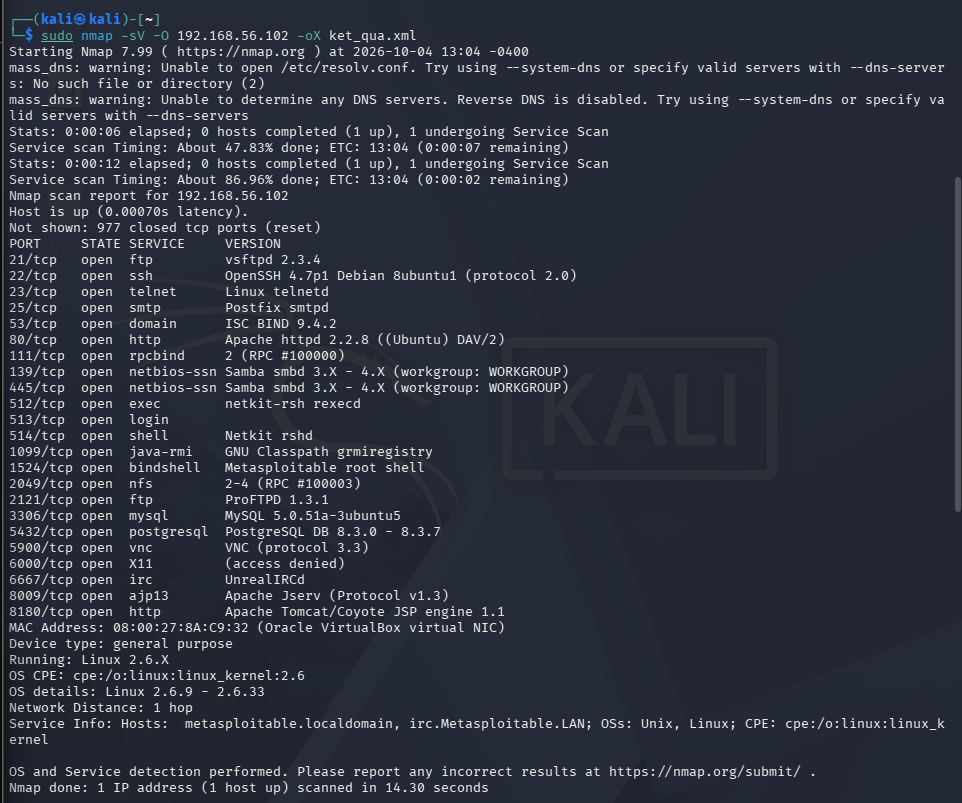 ┌──(kali㉿kali)-[~]
└─$ sudo nmap -sV -O 192.168.56.102 -oX ket_qua.xml
Starting Nmap 7.99 ( https://nmap.org ) at 2026-10-04 13:04 -0400
mass_dns: warning: Unable to open /etc/resolv.conf. Try using --system-dns or specify valid servers with --dns-server
s: No such file or directory (2)
mass_dns: warning: Unable to determine any DNS servers. Reverse DNS is disabled. Try using --system-dns or specify va
lid servers with --dns-servers
Stats: 0:00:06 elapsed; 0 hosts completed (1 up), 1 undergoing Service Scan
Service scan Timing: About 47.83% done; ETC: 13:04 (0:00:07 remaining)
Stats: 0:00:12 elapsed; 0 hosts completed (1 up), 1 undergoing Service Scan
Service scan Timing: About 86.96% done; ETC: 13:04 (0:00:02 remaining)
Nmap scan report for 192.168.56.102
Host is up (0.00070s latency).
Not shown: 977 closed tcp ports (reset)
PORT     STATE SERVICE     VERSION
21/tcp   open  ftp         vsftpd 2.3.4
22/tcp   open  ssh         OpenSSH 4.7p1 Debian 8ubuntu1 (protocol 2.0)
23/tcp   open  telnet      Linux telnetd
25/tcp   open  smtp        Postfix smtpd
53/tcp   open  domain      ISC BIND 9.4.2
80/tcp   open  http        Apache httpd 2.2.8 ((Ubuntu) DAV/2)
111/tcp  open  rpcbind     2 (RPC #100000)
139/tcp  open  netbios-ssn Samba smbd 3.X - 4.X (workgroup: WORKGROUP)
445/tcp  open  netbios-ssn Samba smbd 3.X - 4.X (workgroup: WORKGROUP)
512/tcp  open  exec        netkit-rsh rexecd
513/tcp  open  login
514/tcp  open  shell       Netkit rshd
1099/tcp open  java-rmi    GNU Classpath grmiregistry
1524/tcp open  bindshell   Metasploitable root shell
2049/tcp open  nfs         2-4 (RPC #100003)
2121/tcp open  ftp         ProFTPD 1.3.1
3306/tcp open  mysql       MySQL 5.0.51a-3ubuntu5
5432/tcp open  postgresql  PostgreSQL DB 8.3.0 - 8.3.7
5900/tcp open  vnc         VNC (protocol 3.3)
6000/tcp open  X11         (access denied)
6667/tcp open  irc         UnrealIRCd
8009/tcp open  ajp13       Apache Jserv (Protocol v1.3)
8180/tcp open  http        Apache Tomcat/Coyote JSP engine 1.1
MAC Address: 08:00:27:8A:C9:32 (Oracle VirtualBox virtual NIC)
Device type: general purpose
Running: Linux 2.6.X
OS CPE: cpe:/o:linux:linux_kernel:2.6
OS details: Linux 2.6.9 - 2.6.33
Network Distance: 1 hop
Service Info: Hosts:  metasploitable.localdomain, irc.Metasploitable.LAN; OSs: Unix, Linux; CPE: cpe:/o:linux:linux_k
ernel

OS and Service detection performed. Please report any incorrect results at https://nmap.org/submit/ .
Nmap done: 1 IP address (1 host up) scanned in 14.30 seconds
KALI